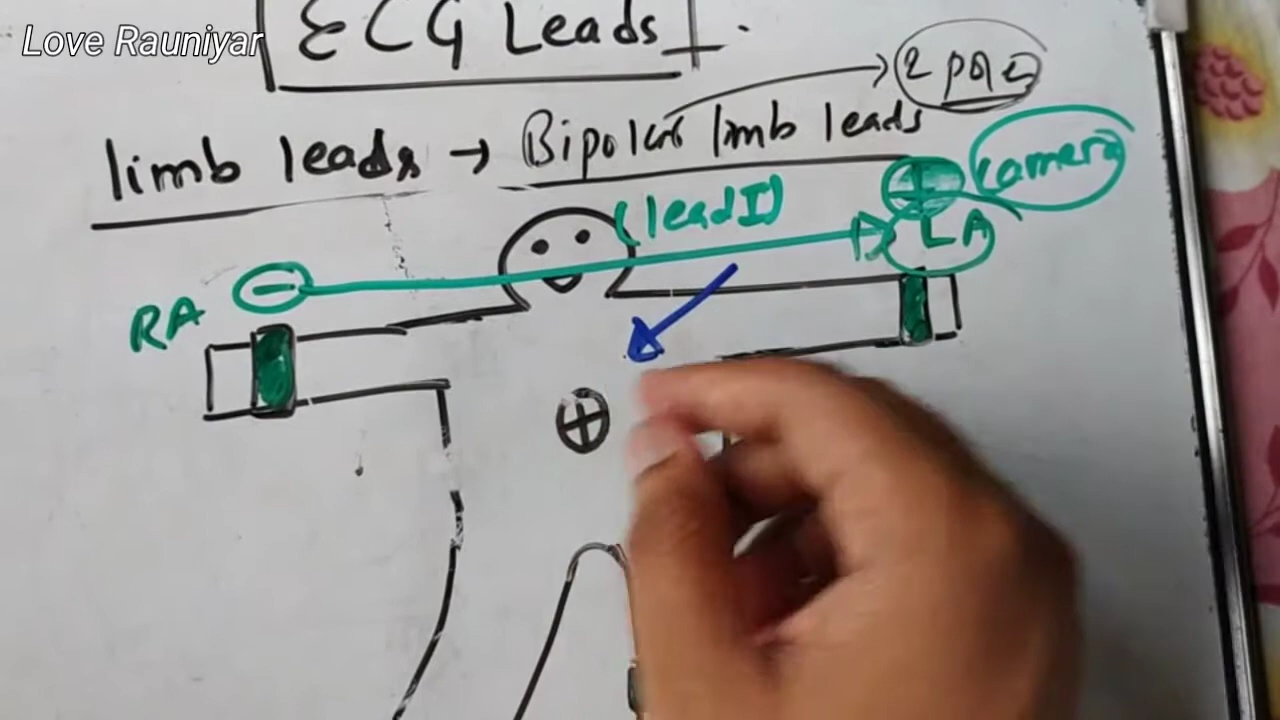 Love Rauniyar
ECG Leads
2 pole
limb leads → Bipolar limb leads
camera
(lead I)
LA
RA